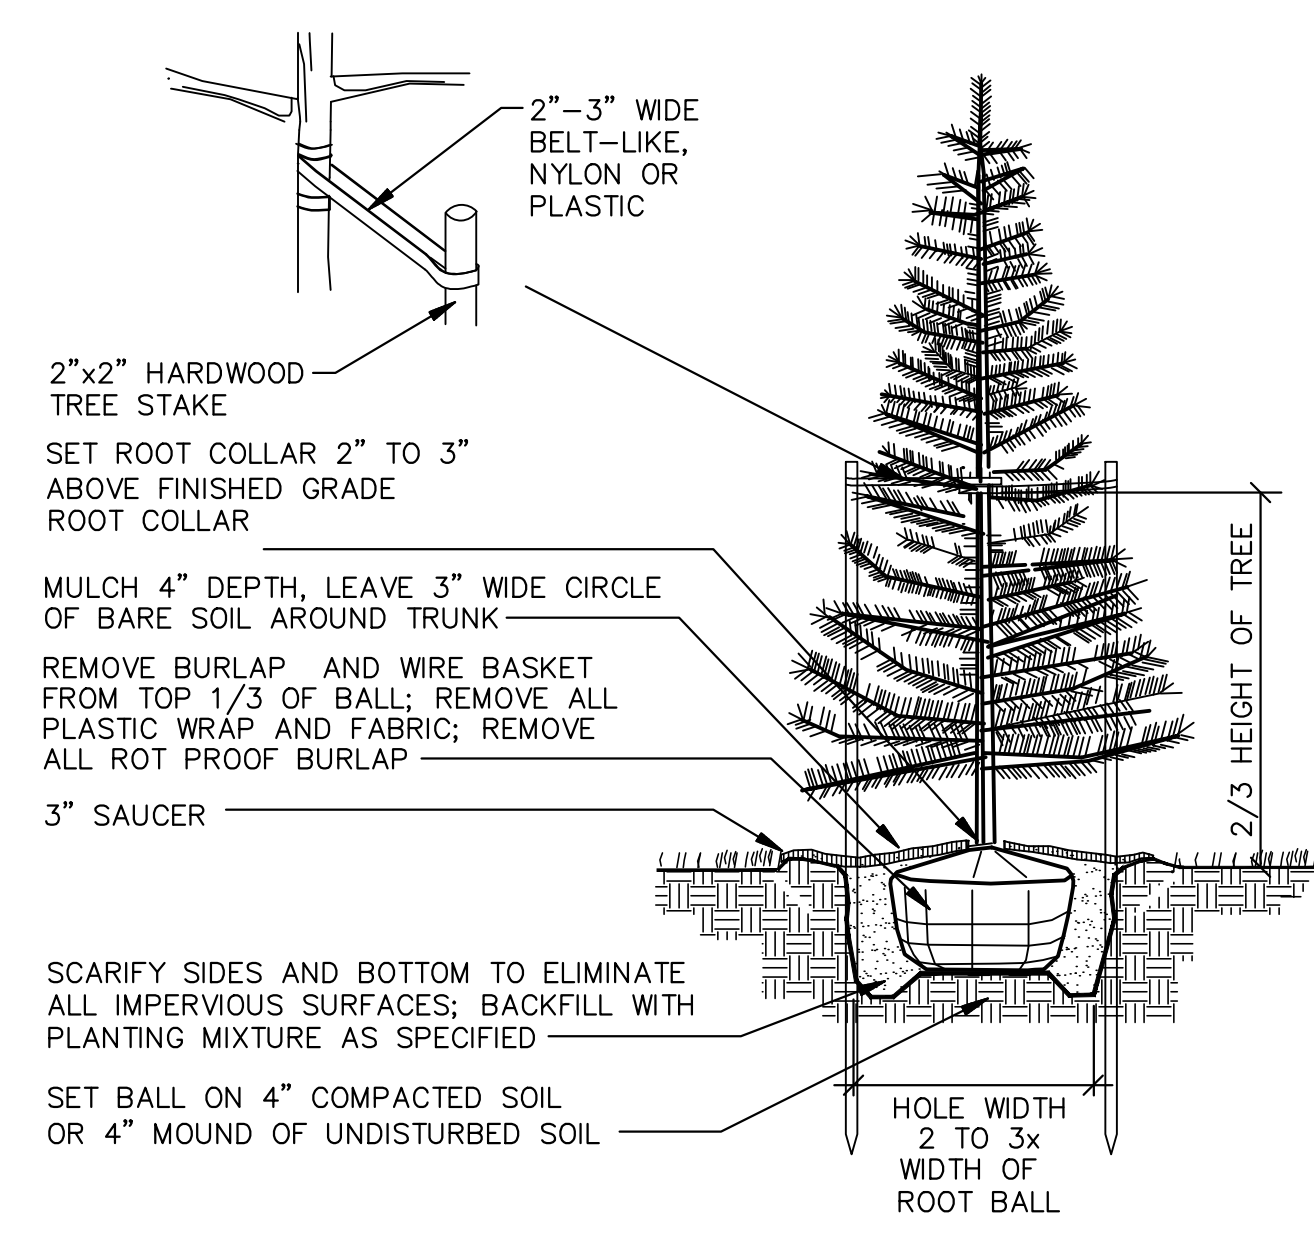 2"-3" WIDE
BELT-LIKE,
NYLON OR
PLASTIC
2"x2" HARDWOOD
TREE STAKE
SET ROOT COLLAR 2" TO 3"
ABOVE FINISHED GRADE
ROOT COLLAR
MULCH 4" DEPTH, LEAVE 3" WIDE CIRCLE
OF BARE SOIL AROUND TRUNK
REMOVE BURLAP AND WIRE BASKET
FROM TOP 1/3 OF BALL; REMOVE ALL
PLASTIC WRAP AND FABRIC; REMOVE
ALL ROT PROOF BURLAP
3" SAUCER
2/3 HEIGHT OF TREE
SCARIFY SIDES AND BOTTOM TO ELIMINATE
ALL IMPERVIOUS SURFACES; BACKFILL WITH
PLANTING MIXTURE AS SPECIFIED
SET BALL ON 4" COMPACTED SOIL
OR 4" MOUND OF UNDISTURBED SOIL
HOLE WIDTH
2 TO 3x
WIDTH OF
ROOT BALL